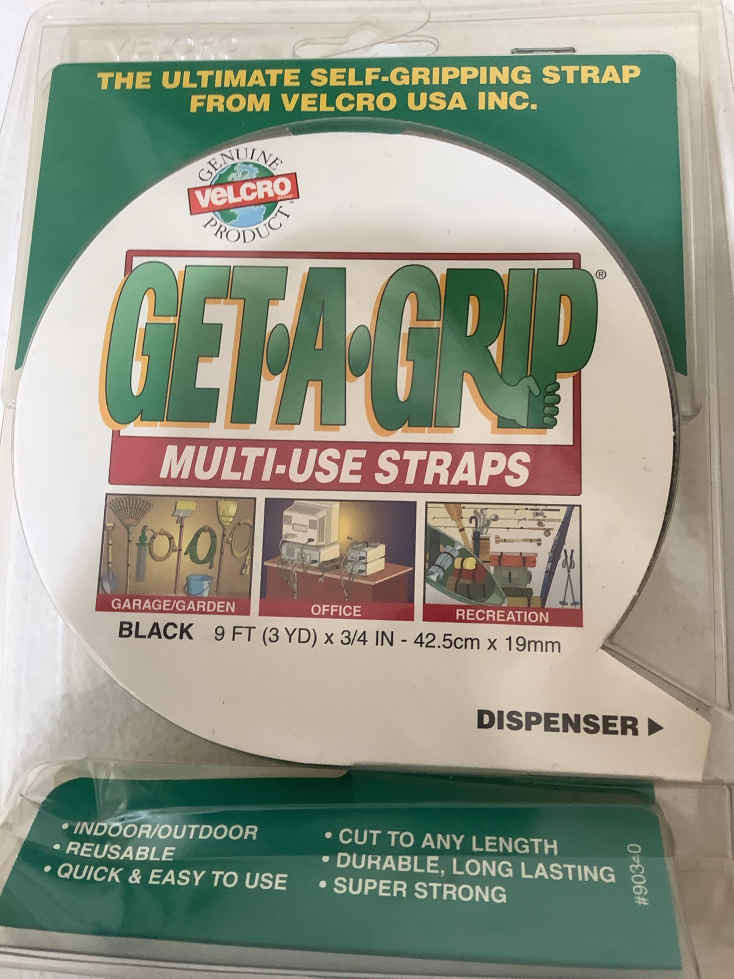 VELCRO
THE ULTIMATE SELF-GRIPPING STRAP
FROM VELCRO USA INC.
GENUINE
VELCRO
PRODUCT
GET•A•GRIP®
MULTI-USE STRAPS
GARAGE/GARDEN
OFFICE
RECREATION
BLACK 9 FT (3 YD) x 3/4 IN - 42.5cm x 19mm
DISPENSER ▶
• INDOOR/OUTDOOR
• REUSABLE
• QUICK & EASY TO USE
• CUT TO ANY LENGTH
• DURABLE, LONG LASTING
• SUPER STRONG
#90340